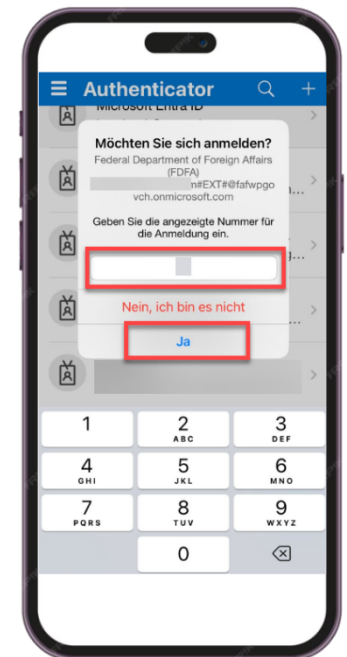 Authenticator
Microsoft Entra ID
Möchten Sie sich anmelden?
Federal Department of Foreign Affairs
(FDFA)
n#EXT#@fafwpgo
vch.onmicrosoft.com
Geben Sie die angezeigte Nummer für
die Anmeldung ein.
Nein, ich bin es nicht
Ja
1 2 3
ABC DEF
4 5 6
GHI JKL MNO
7 8 9
PQRS TUV WXYZ
0